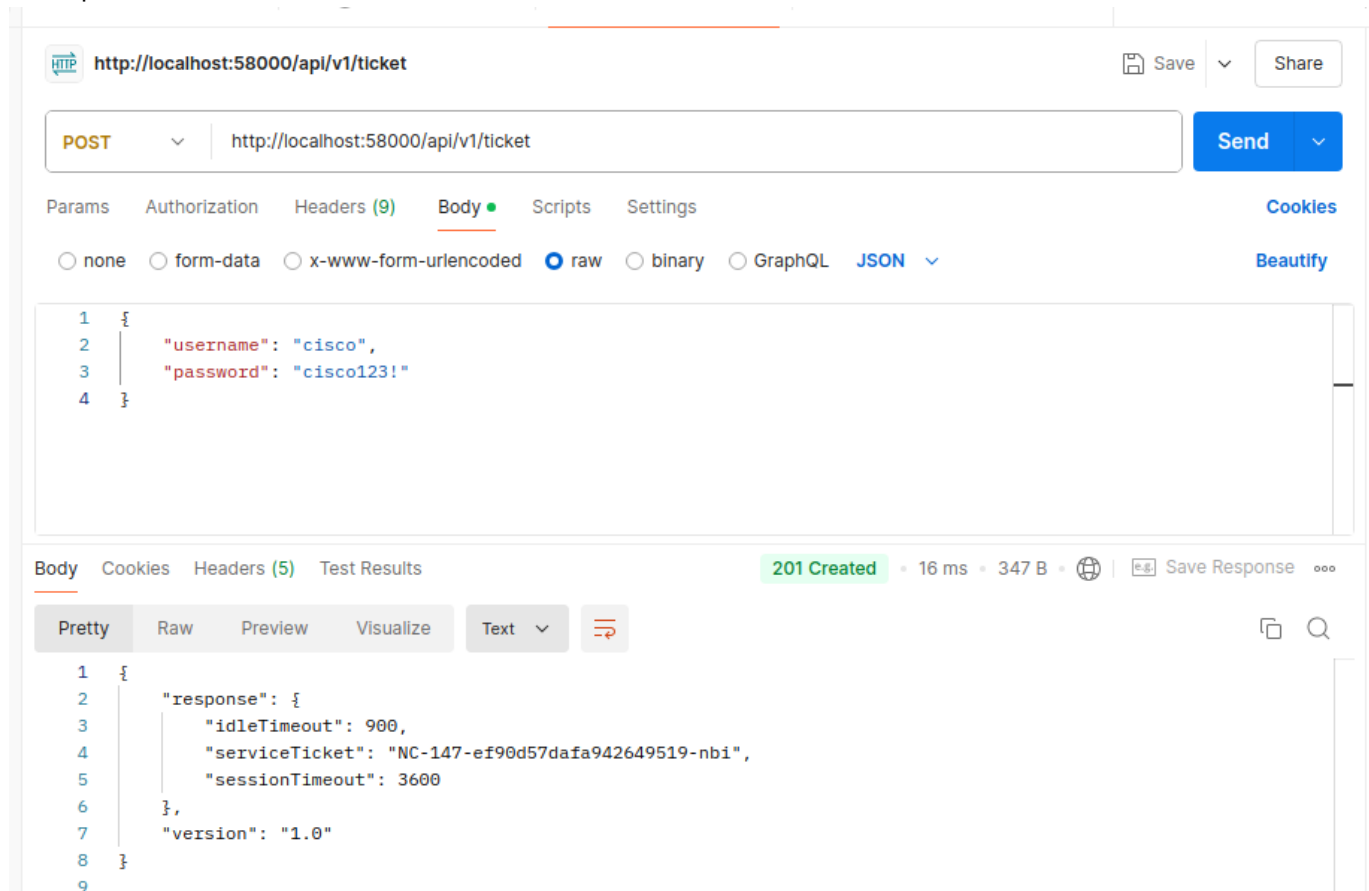 HTTP http://localhost:58000/api/v1/ticket Save Share
POST http://localhost:58000/api/v1/ticket Send
Params Authorization Headers (9) Body Scripts Settings Cookies
none form-data x-www-form-urlencoded raw binary GraphQL JSON Beautify
1 {
2 "username": "cisco",
3 "password": "cisco123!"
4 }
Body Cookies Headers (5) Test Results 201 Created 16 ms 347 B e.g. Save Response
Pretty Raw Preview Visualize Text
1 {
2 "response": {
3 "idleTimeout": 900,
4 "serviceTicket": "NC-147-ef90d57dafa942649519-nbi",
5 "sessionTimeout": 3600
6 },
7 "version": "1.0"
8 }
9